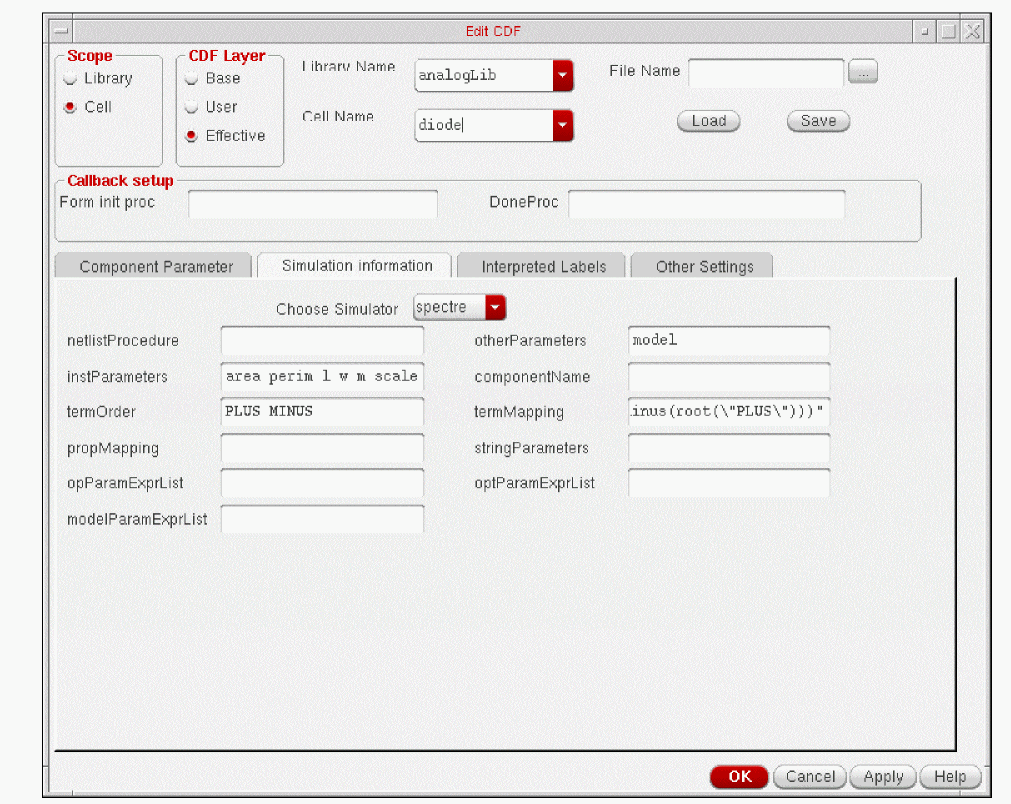 Edit CDF
Scope
Library
Cell
CDF Layer
Base
User
Effective
Library Name analogLib
File Name ...
Cell Name diode
Load Save
Callback setup
Form init proc DoneProc
Component Parameter Simulation information Interpreted Labels Other Settings
Choose Simulator spectre
netlistProcedure otherParameters model
instParameters area perim l w m scale componentName
termOrder PLUS MINUS termMapping inus(root(\"PLUS\")))"
propMapping stringParameters
opParamExprList optParamExprList
modelParamExprList
OK Cancel Apply Help